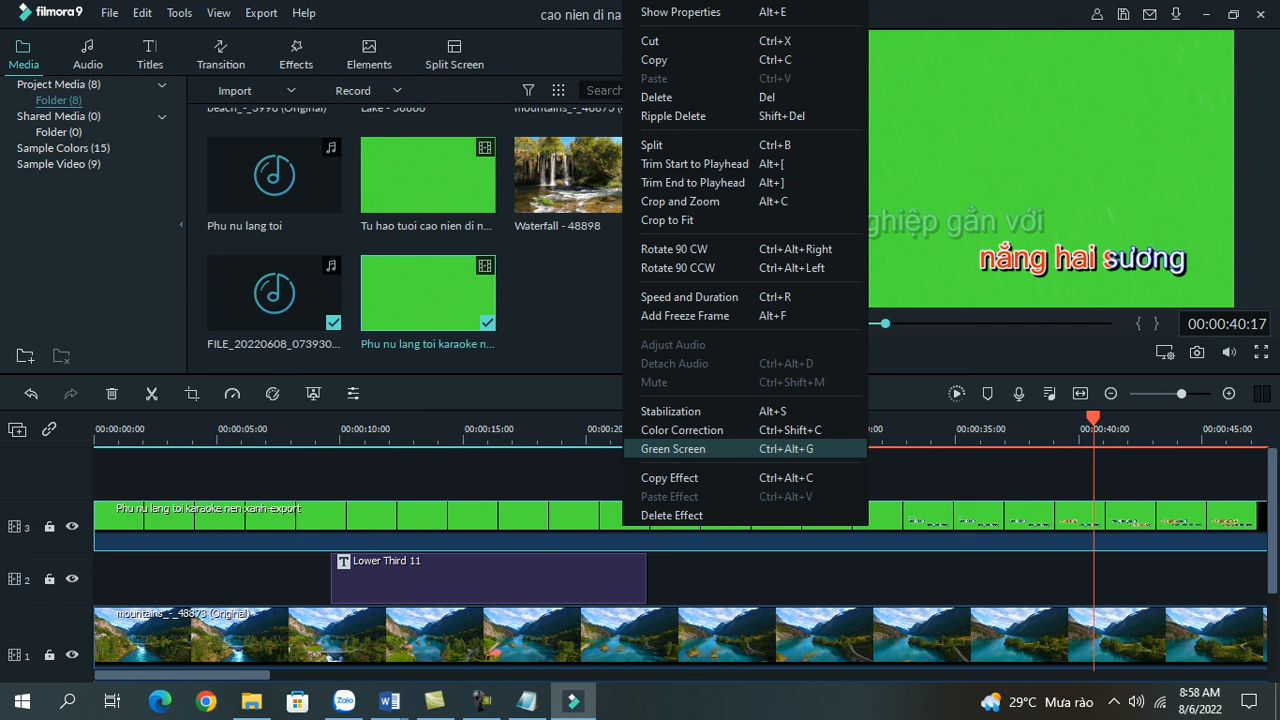 filmora9
File
Edit
Tools
View
Export
Help
cao nien di na
Media
Audio
Titles
Transition
Effects
Elements
Split Screen
Project Media (8)
Folder (8)
Shared Media (0)
Folder (0)
Sample Colors (15)
Sample Video (9)
Import
Record
Search
beach_-_3998 (Original)
Lake - 58666
Phu nu lang toi
Tu hao tuoi cao nien di n...
Waterfall - 48898
FILE_20220608_073930...
Phu nu lang toi karaoke n...
Show Properties Alt+E
Cut Ctrl+X
Copy Ctrl+C
Paste Ctrl+V
Delete Del
Ripple Delete Shift+Del
Split Ctrl+B
Trim Start to Playhead Alt+[
Trim End to Playhead Alt+]
Crop and Zoom Alt+C
Crop to Fit
Rotate 90 CW Ctrl+Alt+Right
Rotate 90 CCW Ctrl+Alt+Left
Speed and Duration Ctrl+R
Add Freeze Frame Alt+F
Adjust Audio
Detach Audio Ctrl+Alt+D
Mute Ctrl+Shift+M
Stabilization Alt+S
Color Correction Ctrl+Shift+C
Green Screen Ctrl+Alt+G
Copy Effect Ctrl+Alt+C
Paste Effect Ctrl+Alt+V
Delete Effect
ghiệp gắn với
nắng hai sương
00:00:40:17
00:00:00:00
00:00:05:00
00:00:10:00
00:00:15:00
00:00:35:00
00:00:40:00
00:00:45:00
3
Phu nu lang toi karaoke nen xanh-export
2
T Lower Third 11
1
mountains_-_48873 (Original)
Zalo
29°C Mưa rào
8:58 AM
8/6/2022